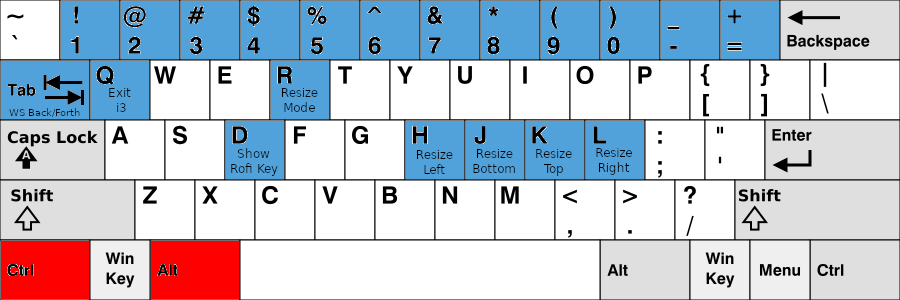 ~ ! @ # $ % ^ & * ( ) _ +
` 1 2 3 4 5 6 7 8 9 0 - = Backspace
Tab Q W E R T Y U I O P { } |
WS Back/Forth Exit i3 Resize Mode [ ] \
Caps Lock A S D F G H J K L : " Enter
A Show Rofi Key Resize Left Resize Bottom Resize Top Resize Right ; '
Shift Z X C V B N M < > ? Shift
, . /
Ctrl Win Key Alt Alt Win Key Menu Ctrl